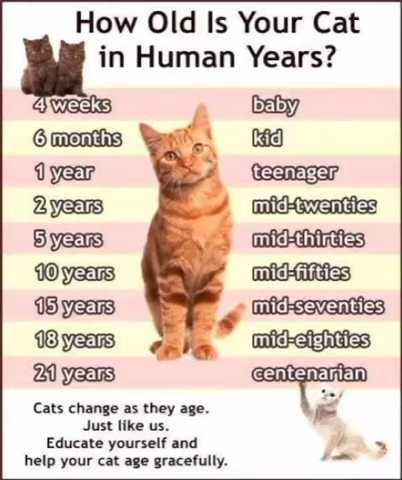 How Old Is Your Cat
in Human Years?
4 weeks baby
6 months kid
1 year teenager
2 years mid-twenties
5 years mid-thirties
10 years mid-fifties
15 years mid-seventies
18 years mid-eighties
21 years centenarian
Cats change as they age.
Just like us.
Educate yourself and
help your cat age gracefully.